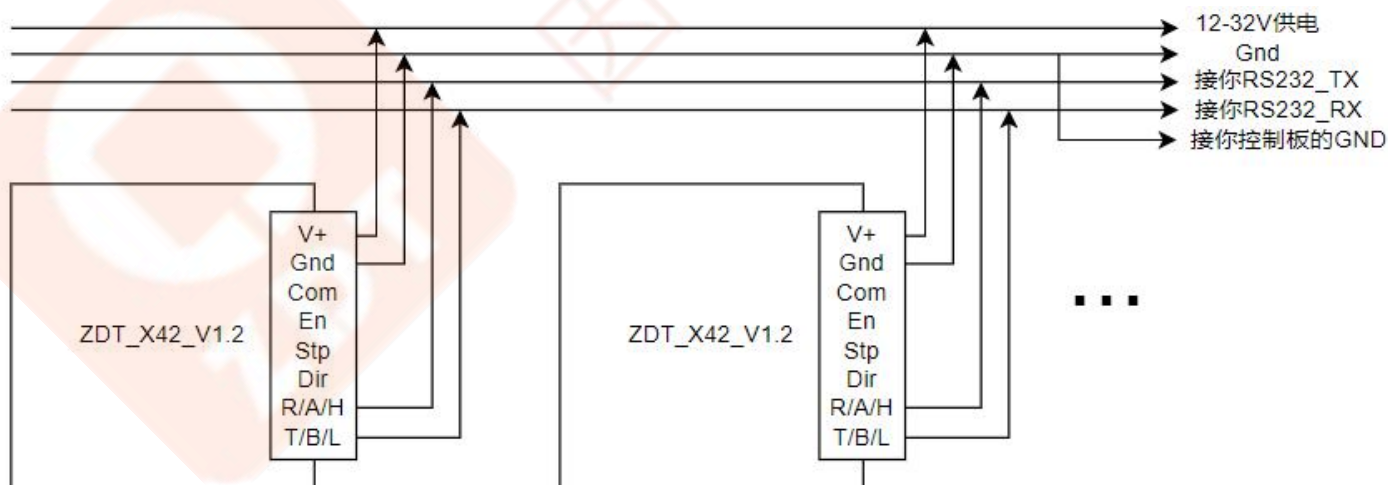 12-32V供电
Gnd
接你RS232_TX
接你RS232_RX
接你控制板的GND
ZDT_X42_V1.2
V+
Gnd
Com
En
Stp
Dir
R/A/H
T/B/L
ZDT_X42_V1.2
V+
Gnd
Com
En
Stp
Dir
R/A/H
T/B/L
...